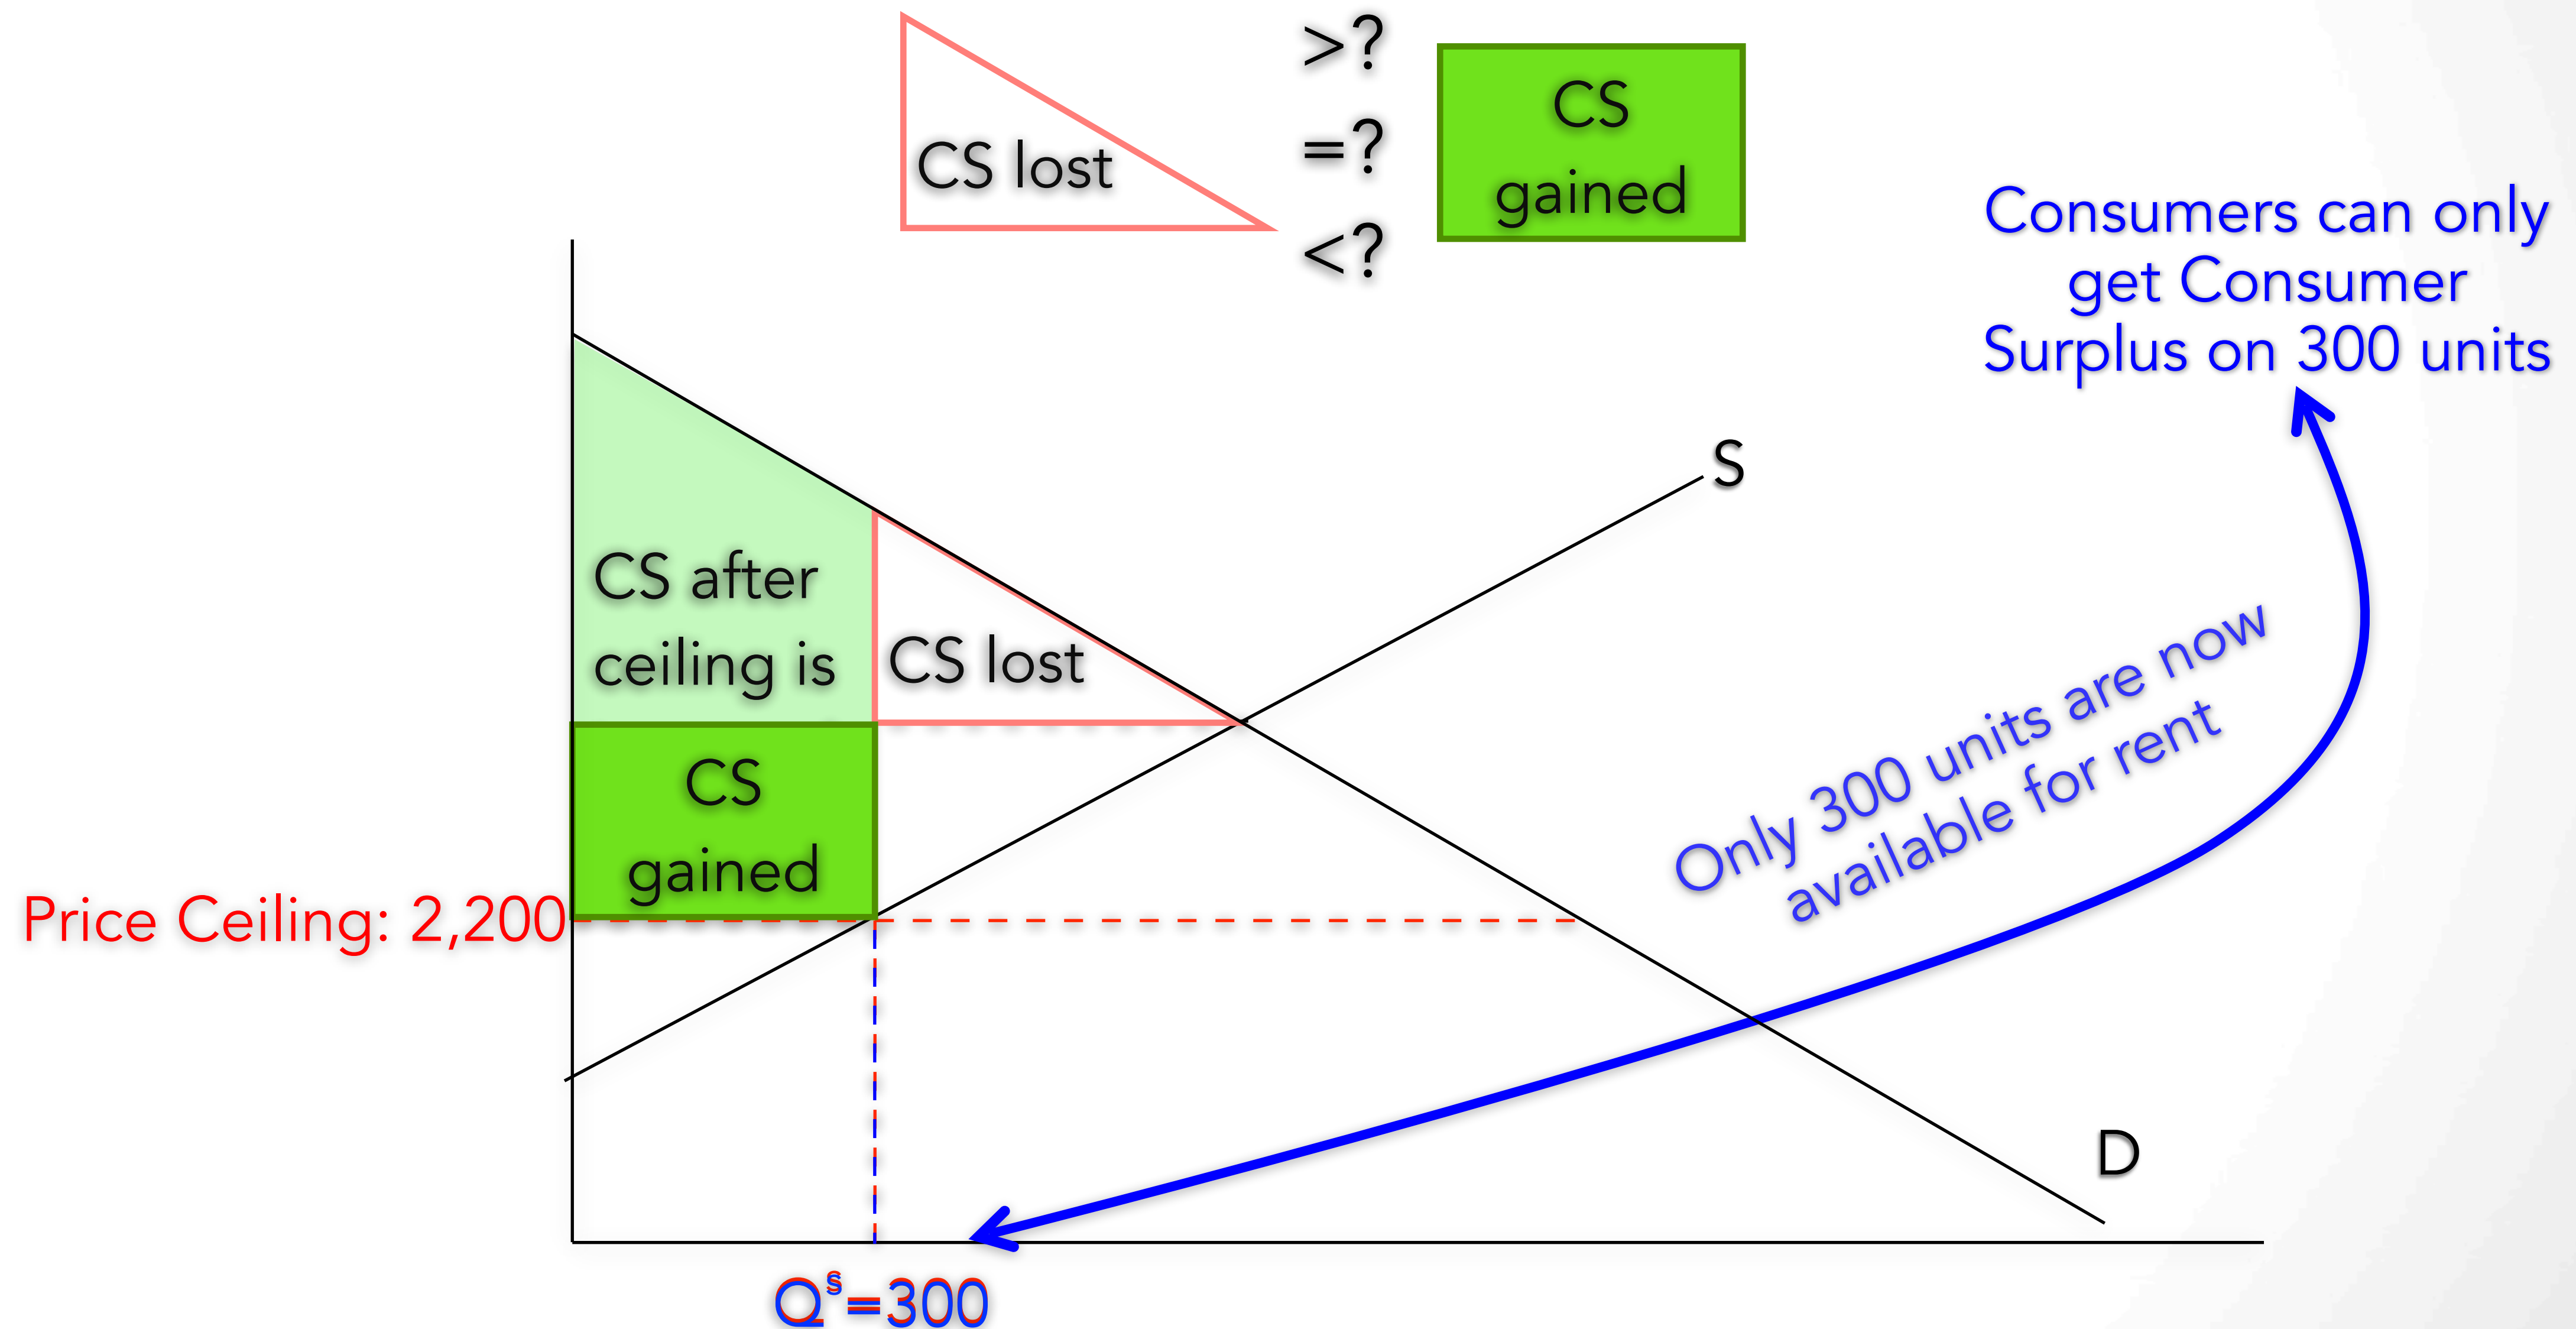 CS lost
>?
=?
<?
CS
gained
Consumers can only
get Consumer
Surplus on 300 units
S
CS after
ceiling is
CS lost
CS
gained
Only 300 units are now
available for rent
Price Ceiling: 2,200
D
Qˢ=300